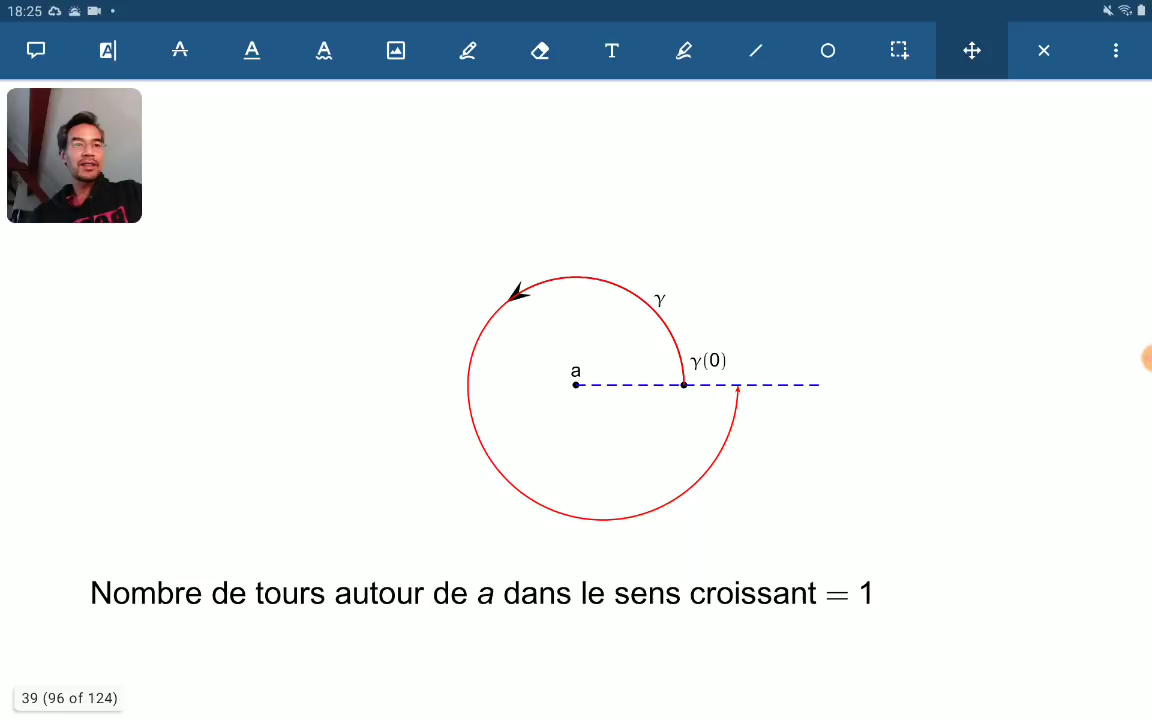 18:25
γ
γ(0)
a
Nombre de tours autour de a dans le sens croissant = 1
39 (96 of 124)